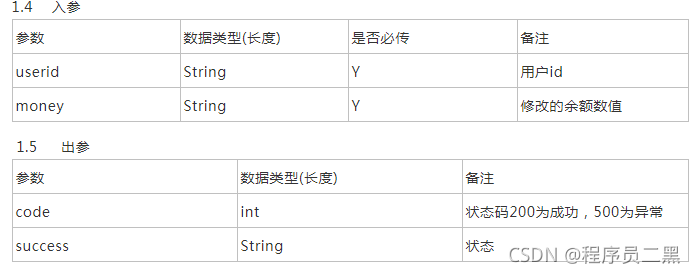 1.4 入参
参数 数据类型(长度) 是否必传 备注
userid String Y 用户id
money String Y 修改的余额数值
1.5 出参
参数 数据类型(长度) 备注
code int 状态码200为成功，500为异常
success String 状态
CSDN @程序员二黑